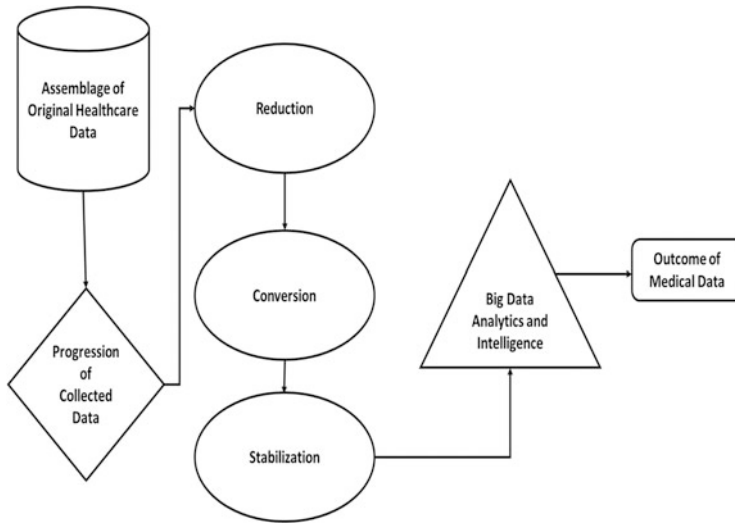 Assemblage of
Original Healthcare
Data
Progression
of
Collected
Data
Reduction
Conversion
Stabilization
Big Data
Analytics and
Intelligence
Outcome of
Medical Data